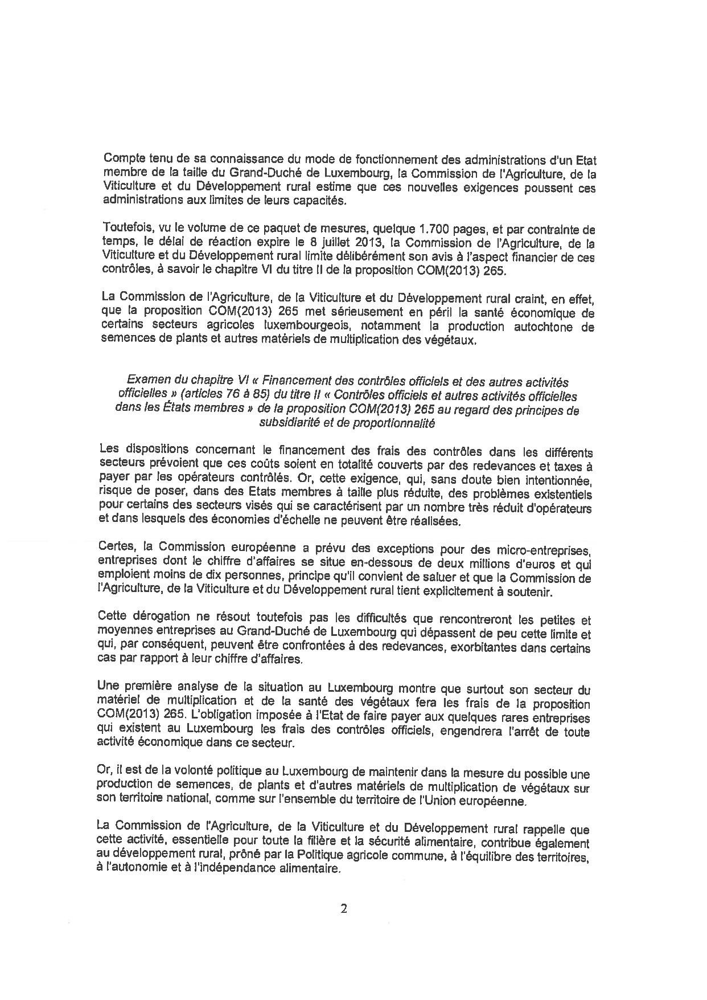 Compte tenu de sa connaissance du mode de fonctionnement des administrations d'un Etat
membre de la taille du Grand-Duché de Luxembourg, la Commission de l'Agriculture, de la
Viticulture et du Développement rural estime que ces nouvelles exigences poussent ces
administrations aux limites de leurs capacités.
Toutefois, vu le volume de ce paquet de mesures, quelque 1.700 pages, et par contrainte de
temps, le délai de réaction expire le 8 juillet 2013, la Commission de l'Agriculture, de la
Viticulture et du Développement rural limite délibérément son avis à l'aspect financier de ces
contrôles, à savoir le chapitre VI du titre II de la proposition COM(2013) 265.
La Commission de l'Agriculture, de la Viticulture et du Développement rural craint, en effet,
que la proposition COM(2013) 265 met sérieusement en péril la santé économique de
certains secteurs agricoles luxembourgeois, notamment la production autochtone de
semences de plants et autres matériels de multiplication des végétaux.
Examen du chapitre VI « Financement des contrôles officiels et des autres activités
officielles » (articles 76 à 85) du titre II « Contrôles officiels et autres activités officielles
dans les États membres » de la proposition COM(2013) 265 au regard des principes de
subsidiarité et de proportionnalité
Les dispositions concernant le financement des frais des contrôles dans les différents
secteurs prévoient que ces coûts soient en totalité couverts par des redevances et taxes à
payer par les opérateurs contrôlés. Or, cette exigence, qui, sans doute bien intentionnée,
risque de poser, dans des Etats membres à taille plus réduite, des problèmes existentiels
pour certains des secteurs visés qui se caractérisent par un nombre très réduit d'opérateurs
et dans lesquels des économies d'échelle ne peuvent être réalisées.
Certes, la Commission européenne a prévu des exceptions pour des micro-entreprises,
entreprises dont le chiffre d'affaires se situe en-dessous de deux millions d'euros et qui
emploient moins de dix personnes, principe qu'il convient de saluer et que la Commission de
l'Agriculture, de la Viticulture et du Développement rural tient explicitement à soutenir.
Cette dérogation ne résout toutefois pas les difficultés que rencontreront les petites et
moyennes entreprises au Grand-Duché de Luxembourg qui dépassent de peu cette limite et
qui, par conséquent, peuvent être confrontées à des redevances, exorbitantes dans certains
cas par rapport à leur chiffre d'affaires.
Une première analyse de la situation au Luxembourg montre que surtout son secteur du
matériel de multiplication et de la santé des végétaux fera les frais de la proposition
COM(2013) 265. L'obligation imposée à l'Etat de faire payer aux quelques rares entreprises
qui existent au Luxembourg les frais des contrôles officiels, engendrera l'arrêt de toute
activité économique dans ce secteur.
Or, il est de la volonté politique au Luxembourg de maintenir dans la mesure du possible une
production de semences, de plants et d'autres matériels de multiplication de végétaux sur
son territoire national, comme sur l'ensemble du territoire de l'Union européenne.
La Commission de l'Agriculture, de la Viticulture et du Développement rural rappelle que
cette activité, essentielle pour toute la filière et la sécurité alimentaire, contribue également
au développement rural, prôné par la Politique agricole commune, à l'équilibre des territoires,
à l'autonomie et à l'indépendance alimentaire.
2